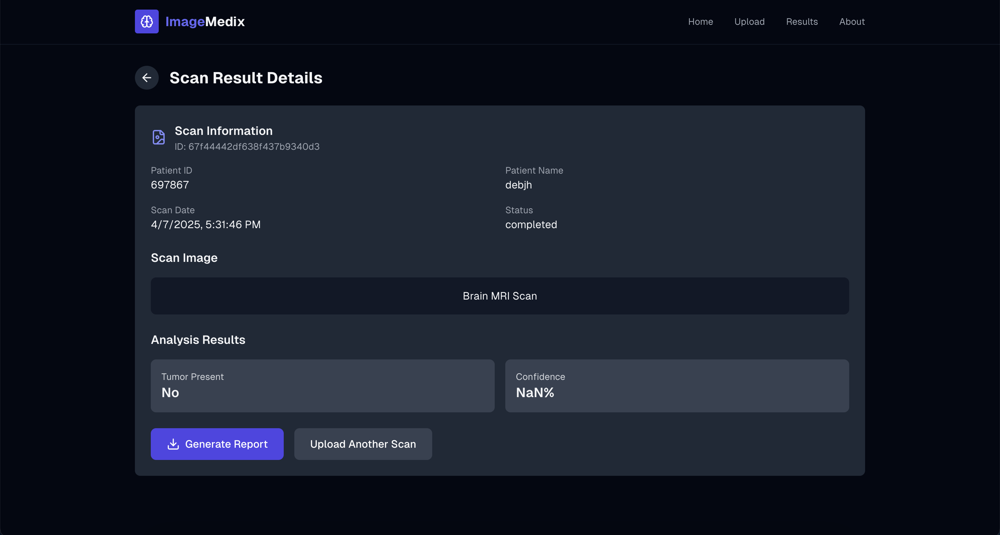 ImageMedix
Home Upload Results About
Scan Result Details
Scan Information
ID: 67f44442df638f437b9340d3
Patient ID
697867
Patient Name
debjh
Scan Date
4/7/2025, 5:31:46 PM
Status
completed
Scan Image
Brain MRI Scan
Analysis Results
Tumor Present
No
Confidence
NaN%
Generate Report
Upload Another Scan